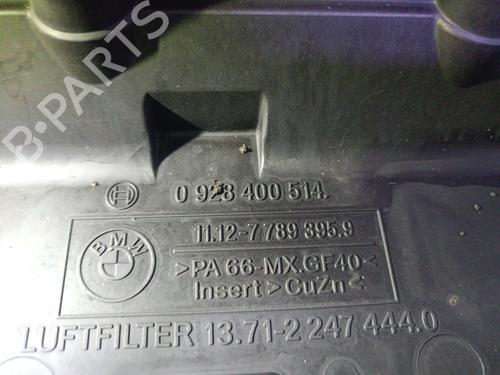 B-PARTS
0 928 400 514.
BMW
11.12-7 789 395.9
>PA 66-MX.GF40<
Insert >CuZn<
LUFTFILTER 13.71-2 247 444.0